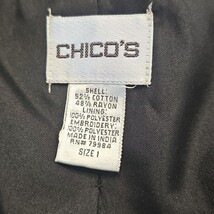 CHICO'S
SHELL:
52% COTTON
48% RAYON
LINING:
100% POLYESTER
EMBROIDERY:
100% POLYESTER
MADE IN INDIA
RN# 79984
SIZE 1